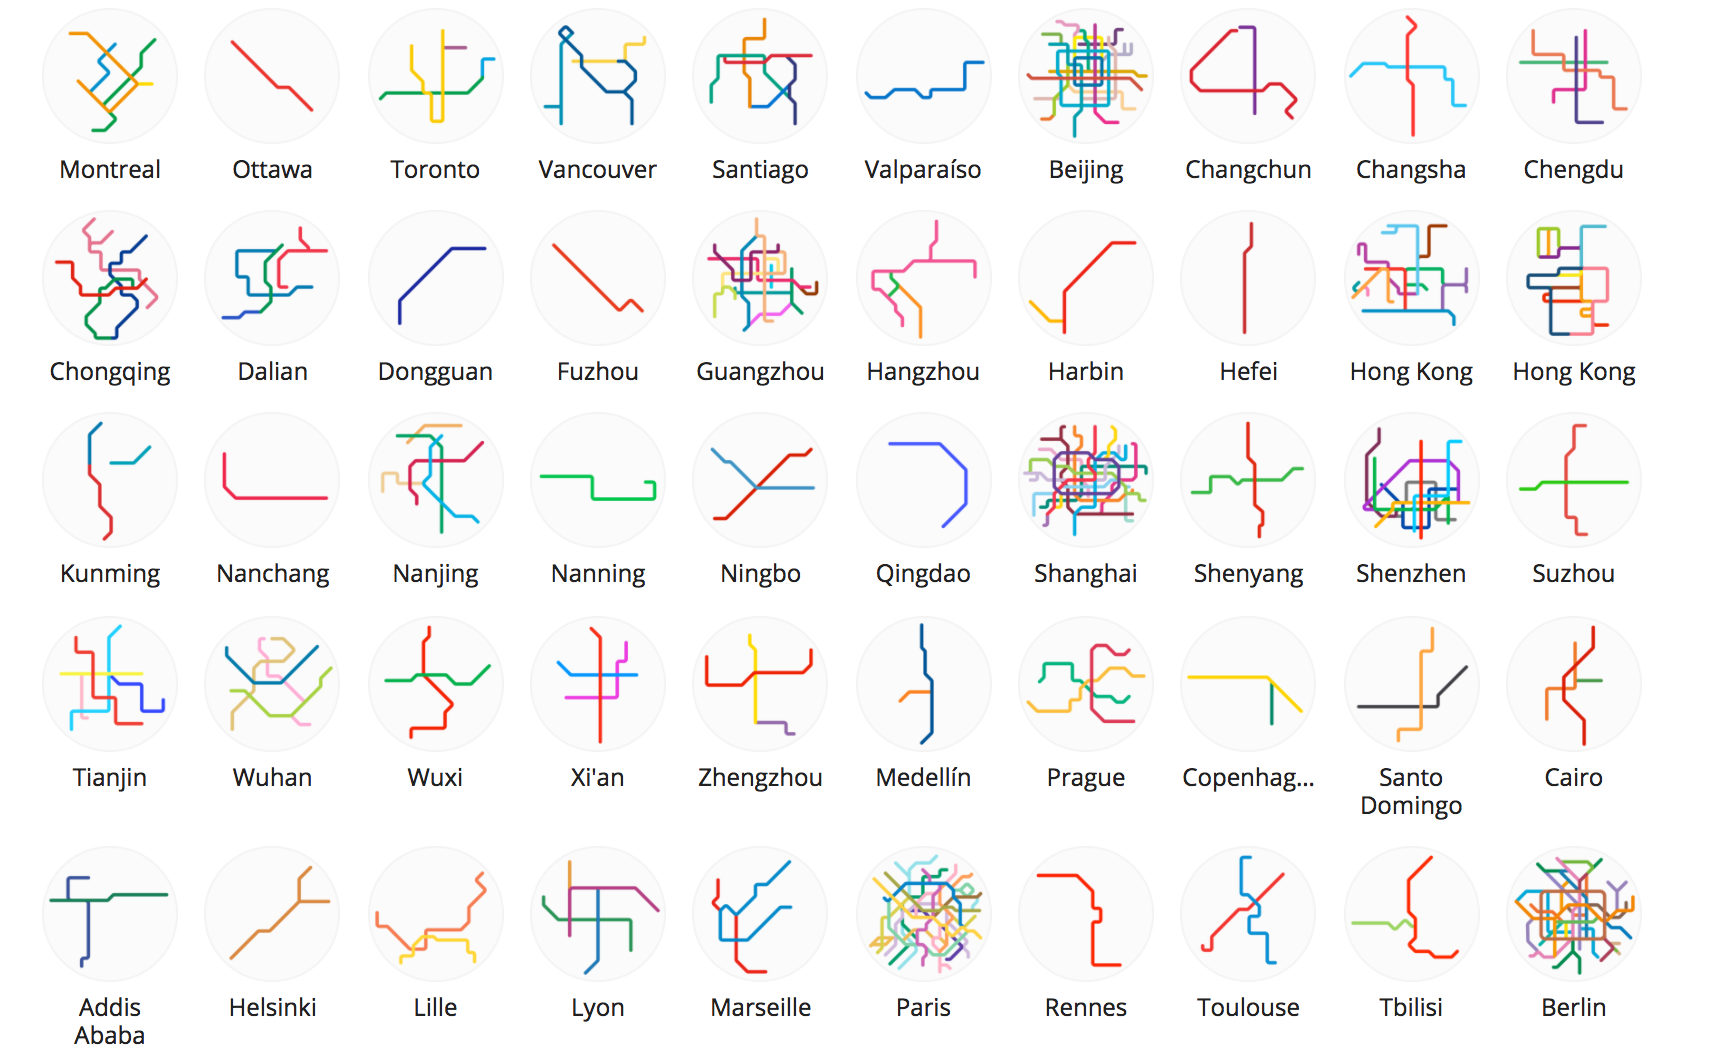 Montreal
Ottawa
Toronto
Vancouver
Santiago
Valparaíso
Beijing
Changchun
Changsha
Chengdu
Chongqing
Dalian
Dongguan
Fuzhou
Guangzhou
Hangzhou
Harbin
Hefei
Hong Kong
Hong Kong
Kunming
Nanchang
Nanjing
Nanning
Ningbo
Qingdao
Shanghai
Shenyang
Shenzhen
Suzhou
Tianjin
Wuhan
Wuxi
Xi'an
Zhengzhou
Medellín
Prague
Copenhag...
Santo
Domingo
Cairo
Addis
Ababa
Helsinki
Lille
Lyon
Marseille
Paris
Rennes
Toulouse
Tbilisi
Berlin